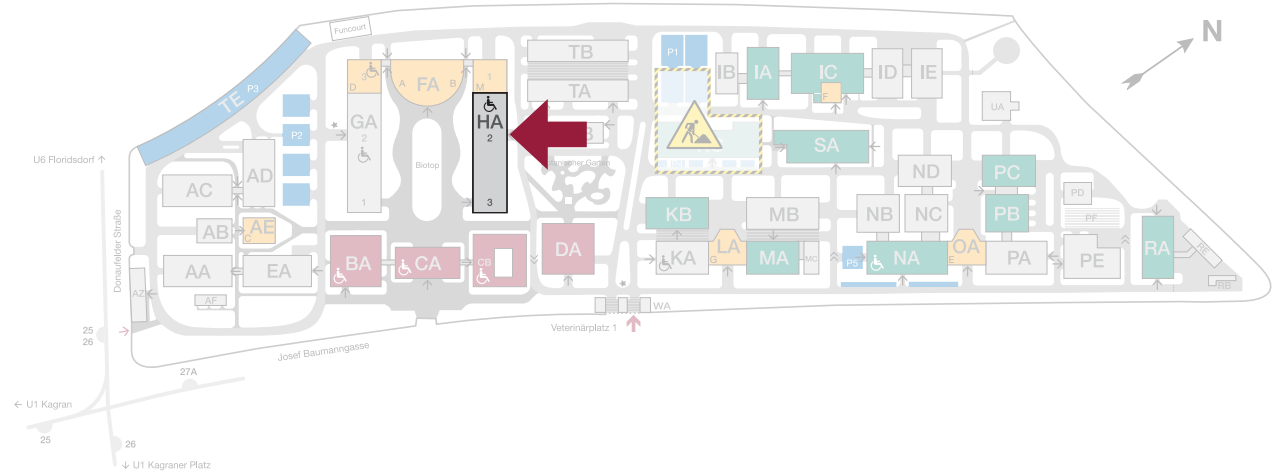 Funcourt
N
TE P3
P2
P1
U6 Floridsdorf ↑
Donaufelder Straße
25
26
AC
AD
AB
AE
C
AA
EA
AF
AZ
3
D
GA
2
1
FA
A
B
Biotop
1
M
HA
2
3
TB
TA
B
BA
CA
CB
DA
IB
IA
IC
F
ID
IE
UA
SA
KB
KA
LA
G
MB
MA
MC
ND
NB
NC
NA
P5
OA
E
PC
PB
PA
PD
PF
PE
RA
RE
RB
WA
Veterinärplatz 1
Josef Baumanngasse
27A
← U1 Kagran
25
26
↓ U1 Kagraner Platz